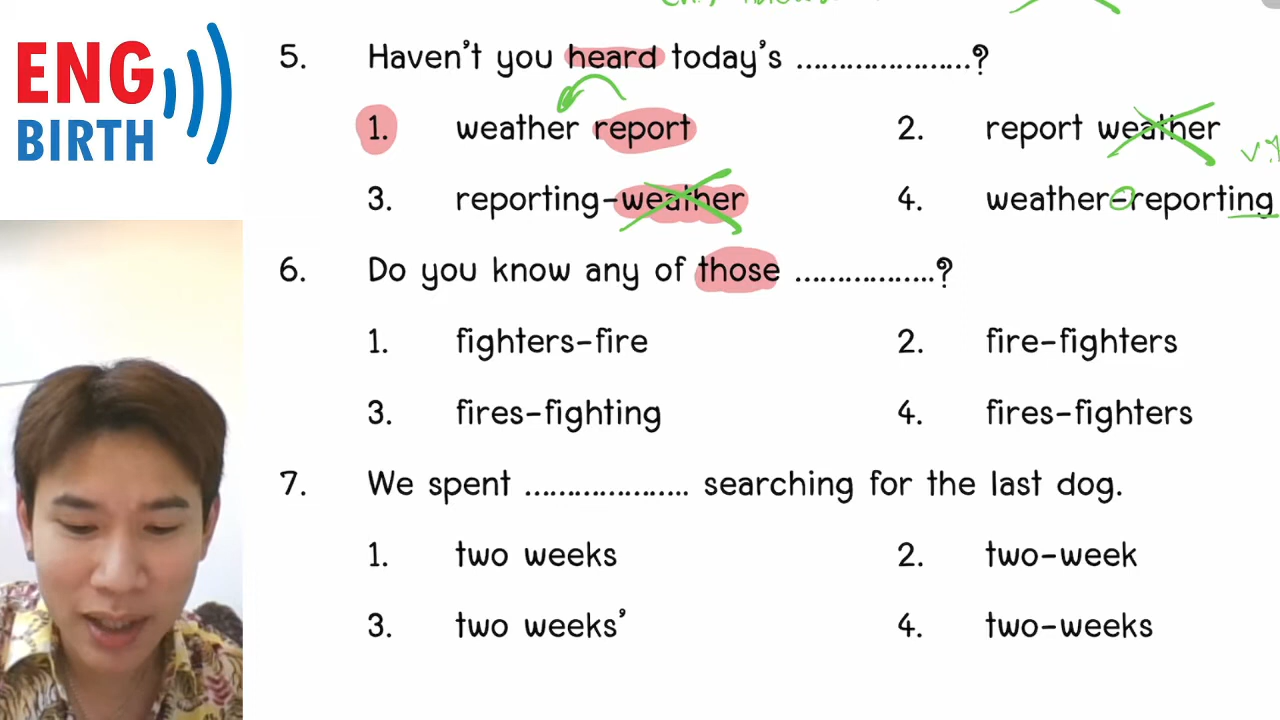 ENG
BIRTH
5. Haven't you heard today's ......................?
1. weather report 2. report weather
3. reporting-weather 4. weather-reporting
6. Do you know any of those .................?
1. fighters-fire 2. fire-fighters
3. fires-fighting 4. fires-fighters
7. We spent .................... searching for the last dog.
1. two weeks 2. two-week
3. two weeks' 4. two-weeks